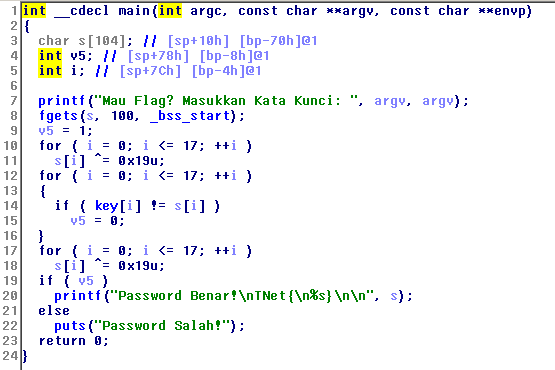 1 int __cdecl main(int argc, const char **argv, const char **envp)
2 {
3 char s[104]; // [sp+10h] [bp-70h]@1
4 int v5; // [sp+78h] [bp-8h]@1
5 int i; // [sp+7Ch] [bp-4h]@1
6
7 printf("Mau Flag? Masukkan Kata Kunci: ", argv, argv);
8 fgets(s, 100, _bss_start);
9 v5 = 1;
10 for ( i = 0; i <= 17; ++i )
11 s[i] ^= 0x19u;
12 for ( i = 0; i <= 17; ++i )
13 {
14 if ( key[i] != s[i] )
15 v5 = 0;
16 }
17 for ( i = 0; i <= 17; ++i )
18 s[i] ^= 0x19u;
19 if ( v5 )
20 printf("Password Benar!\nTNet{\n%s}\n\n", s);
21 else
22 puts("Password Salah!");
23 return 0;
24 }